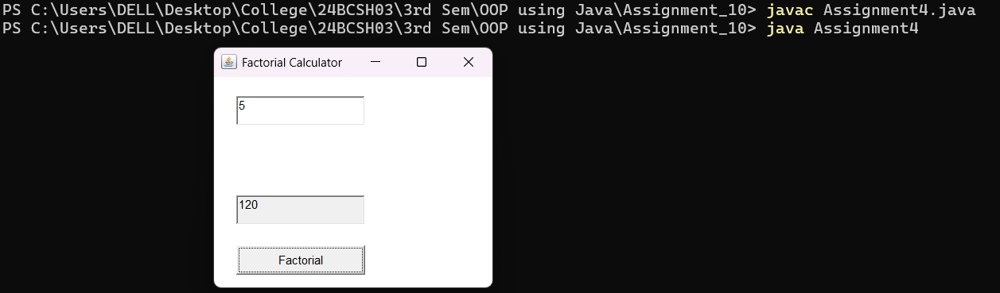 PS C:\Users\DELL\Desktop\College\24BCSH03\3rd Sem\OOP using Java\Assignment_10> javac Assignment4.java
PS C:\Users\DELL\Desktop\College\24BCSH03\3rd Sem\OOP using Java\Assignment_10> java Assignment4
Factorial Calculator
5
120
Factorial